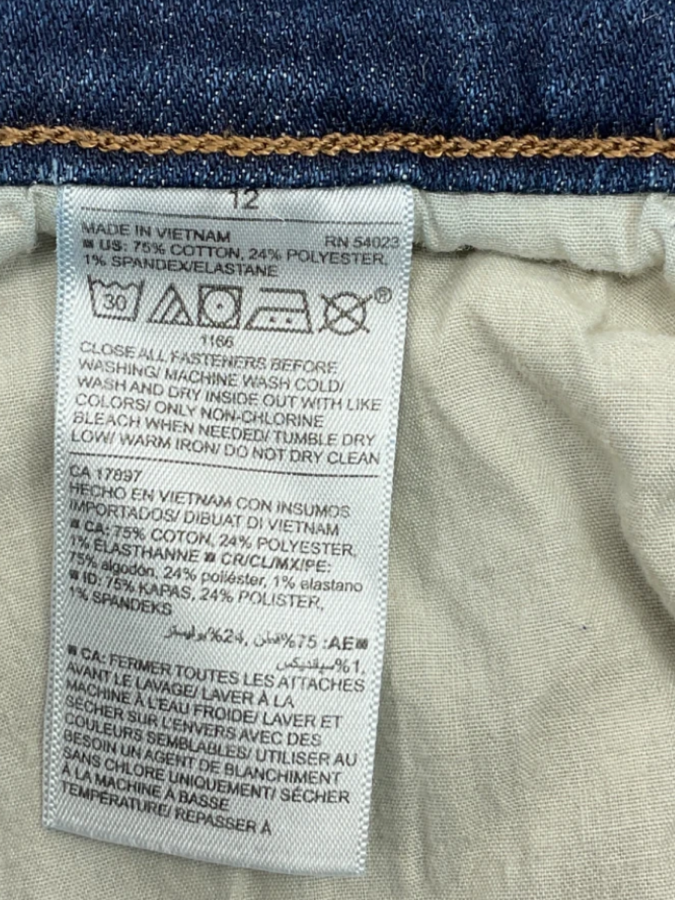 12
MADE IN VIETNAM RN 54023
US: 75% COTTON, 24% POLYESTER,
1% SPANDEX/ELASTANE
30 ®
1166
CLOSE ALL FASTENERS BEFORE
WASHING/ MACHINE WASH COLD/
WASH AND DRY INSIDE OUT WITH LIKE
COLORS/ ONLY NON-CHLORINE
BLEACH WHEN NEEDED/ TUMBLE DRY
LOW/ WARM IRON/ DO NOT DRY CLEAN
CA 17897
HECHO EN VIETNAM CON INSUMOS
IMPORTADOS/ DIBUAT DI VIETNAM
CA: 75% COTON, 24% POLYESTER,
1% ÉLASTHANNE CR/CL/MX/PE:
75% algodón, 24% poliéster, 1% elastano
ID: 75% KAPAS, 24% POLISTER,
1% SPANDEKS
AE: 75% قطن, 24% بوليستر
1% سپانديكس.
CA: FERMER TOUTES LES ATTACHES
AVANT LE LAVAGE/ LAVER À LA
MACHINE À L'EAU FROIDE/ LAVER ET
SÉCHER SUR L'ENVERS AVEC DES
COULEURS SEMBLABLES/ UTILISER AU
BESOIN UN AGENT DE BLANCHIMENT
SANS CHLORE UNIQUEMENT/ SÉCHER
À LA MACHINE À BASSE
TEMPÉRATURE/ REPASSER À